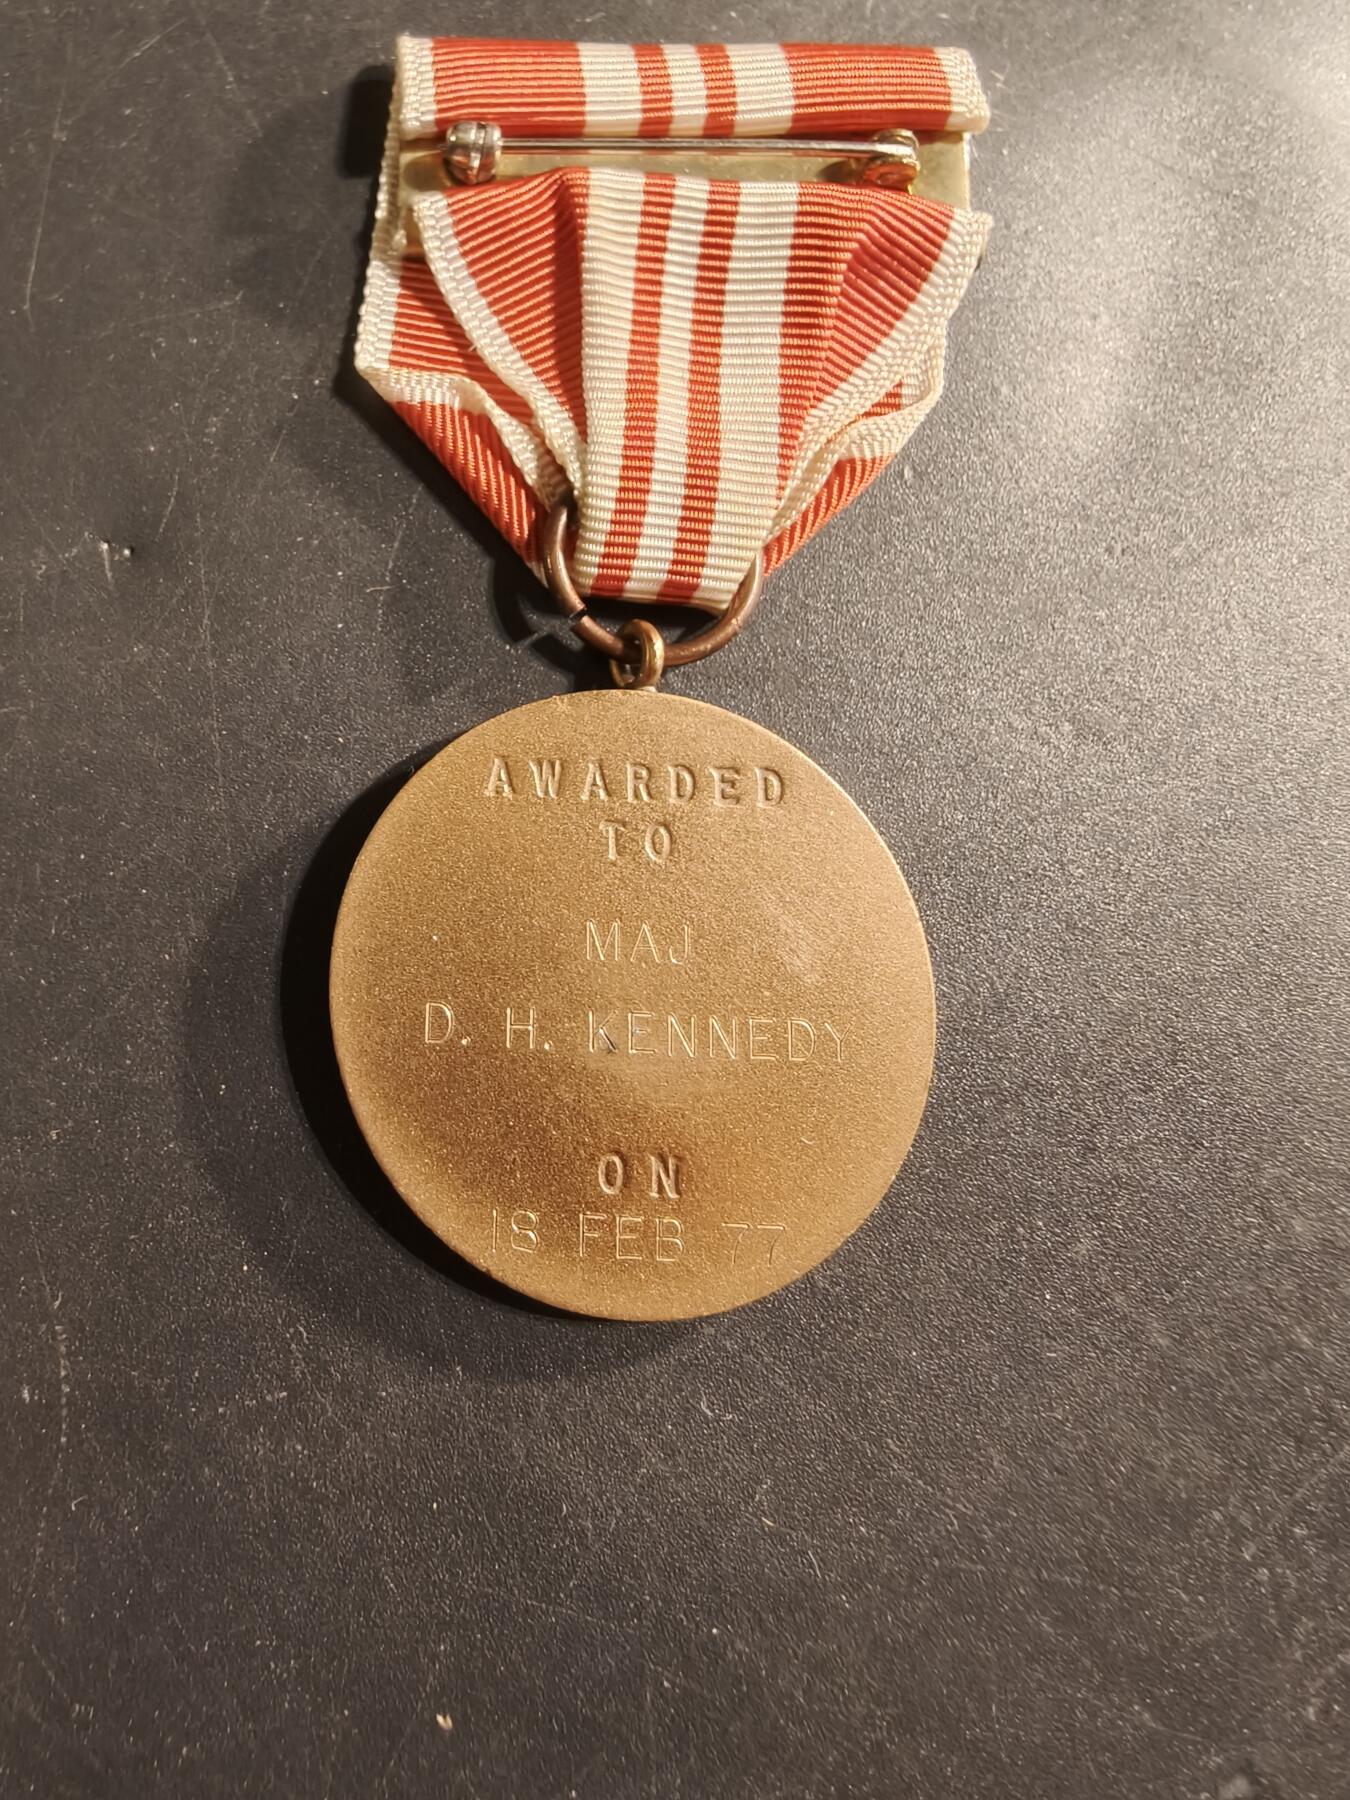 AWARDED
TO
MAJ
D. H. KENNEDY
ON
18 FEB 77